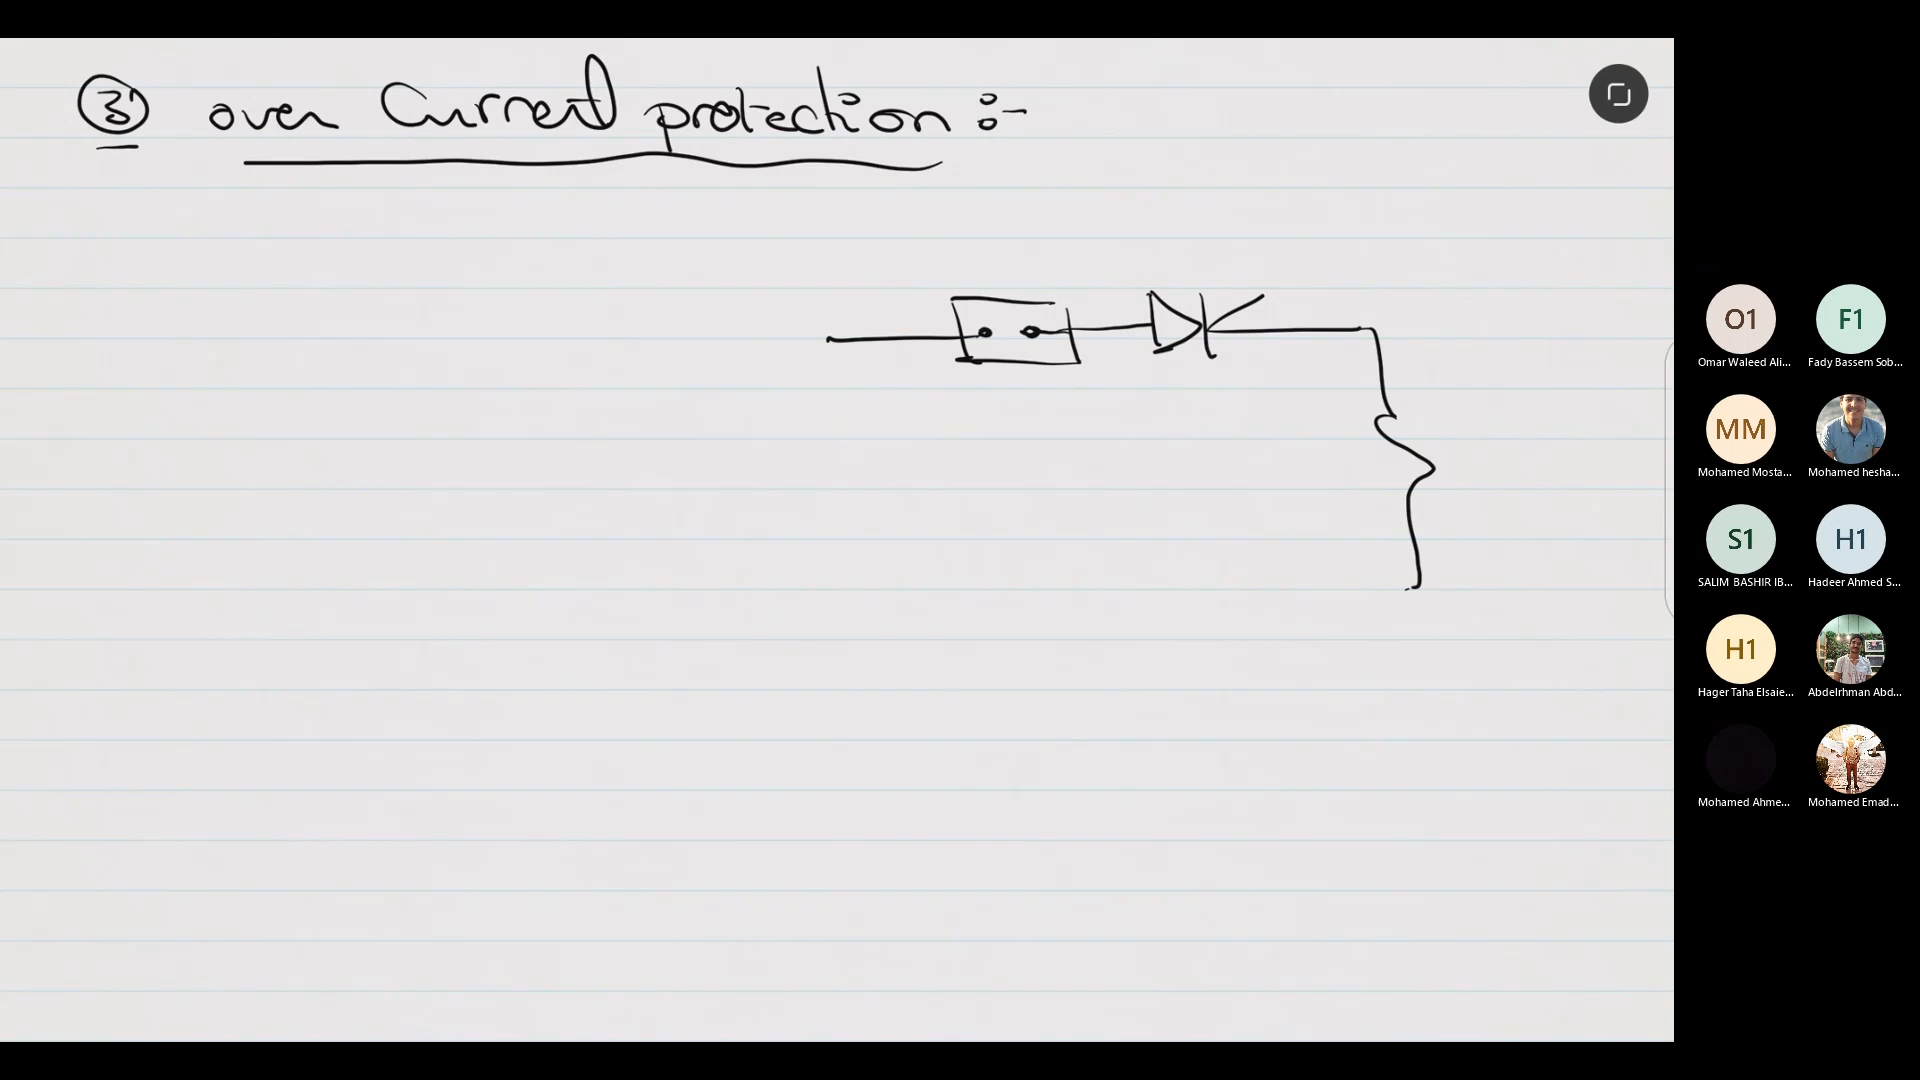 ③ over Current protection :-
O1
F1
Omar Waleed Ali...
Fady Bassem Sob...
MM
Mohamed Mosta...
Mohamed hesha...
S1
H1
SALIM BASHIR IB...
Hadeer Ahmed S...
H1
Hager Taha Elsaie...
Abdelrhman Abd...
Mohamed Ahme...
Mohamed Emad...